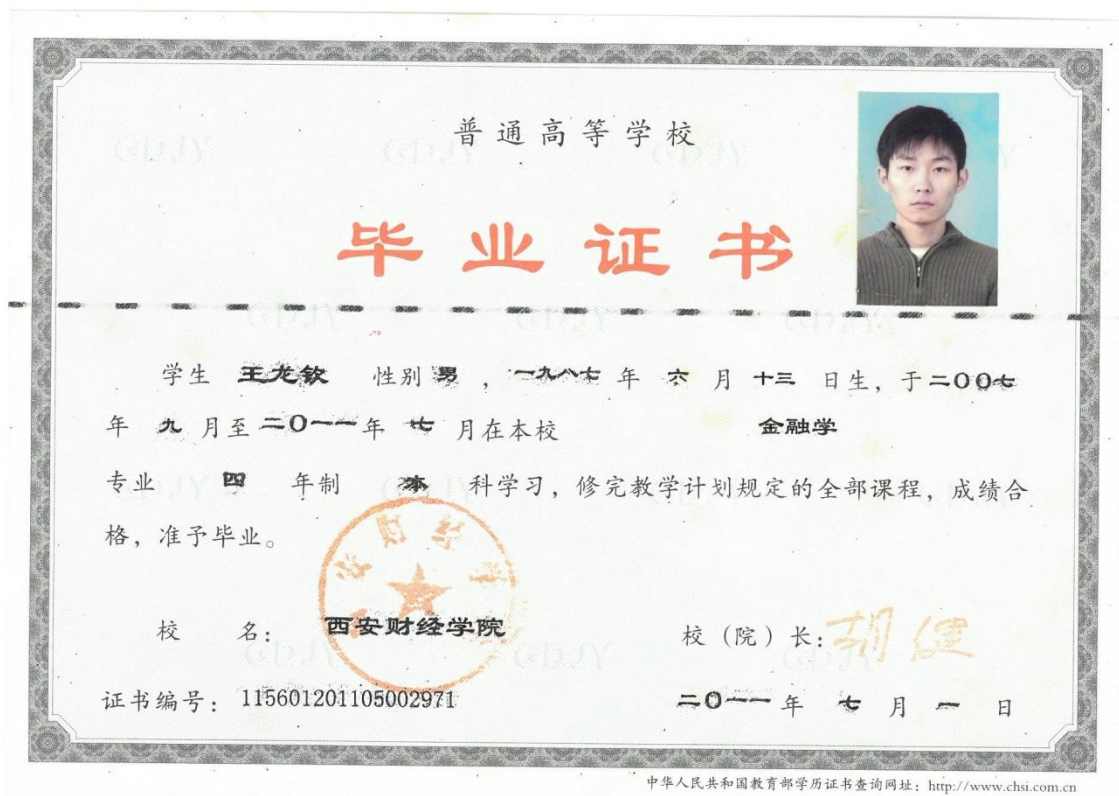 普通高等学校
毕业证书
学生 王龙钦 性别 男 ，一九八七 年 六 月 十三 日生，于二〇〇七
年 九 月至 二〇一一 年 七 月在本校 金融学
专业 四 年制 本 科学习，修完教学计划规定的全部课程，成绩合
格，准予毕业。
校 名： 西安财经学院 校（院）长：胡健
证书编号： 115601201105002971 二〇一一 年 七 月 一 日
中华人民共和国教育部学历证书查询网址：http://www.chsi.com.cn